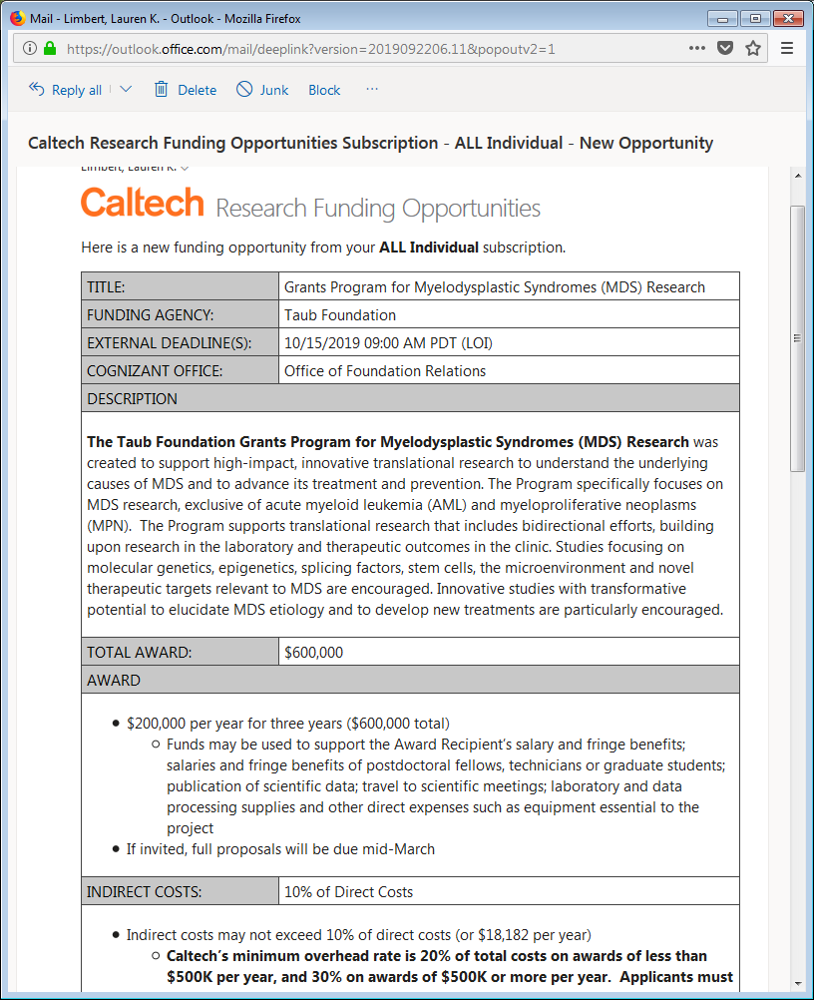 Mail - Limbert, Lauren K. - Outlook - Mozilla Firefox
https://outlook.office.com/mail/deeplink?version=2019092206.11&popoutv2=1
Reply all Delete Junk Block ...
Caltech Research Funding Opportunities Subscription - ALL Individual - New Opportunity
Limbert, Lauren K.
Caltech Research Funding Opportunities
Here is a new funding opportunity from your ALL Individual subscription.
TITLE: Grants Program for Myelodysplastic Syndromes (MDS) Research
FUNDING AGENCY: Taub Foundation
EXTERNAL DEADLINE(S): 10/15/2019 09:00 AM PDT (LOI)
COGNIZANT OFFICE: Office of Foundation Relations
DESCRIPTION
The Taub Foundation Grants Program for Myelodysplastic Syndromes (MDS) Research was
created to support high-impact, innovative translational research to understand the underlying
causes of MDS and to advance its treatment and prevention. The Program specifically focuses on
MDS research, exclusive of acute myeloid leukemia (AML) and myeloproliferative neoplasms
(MPN). The Program supports translational research that includes bidirectional efforts, building
upon research in the laboratory and therapeutic outcomes in the clinic. Studies focusing on
molecular genetics, epigenetics, splicing factors, stem cells, the microenvironment and novel
therapeutic targets relevant to MDS are encouraged. Innovative studies with transformative
potential to elucidate MDS etiology and to develop new treatments are particularly encouraged.
TOTAL AWARD: $600,000
AWARD
• $200,000 per year for three years ($600,000 total)
○ Funds may be used to support the Award Recipient's salary and fringe benefits;
salaries and fringe benefits of postdoctoral fellows, technicians or graduate students;
publication of scientific data; travel to scientific meetings; laboratory and data
processing supplies and other direct expenses such as equipment essential to the
project
• If invited, full proposals will be due mid-March
INDIRECT COSTS: 10% of Direct Costs
• Indirect costs may not exceed 10% of direct costs (or $18,182 per year)
○ Caltech's minimum overhead rate is 20% of total costs on awards of less than
$500K per year, and 30% on awards of $500K or more per year. Applicants must